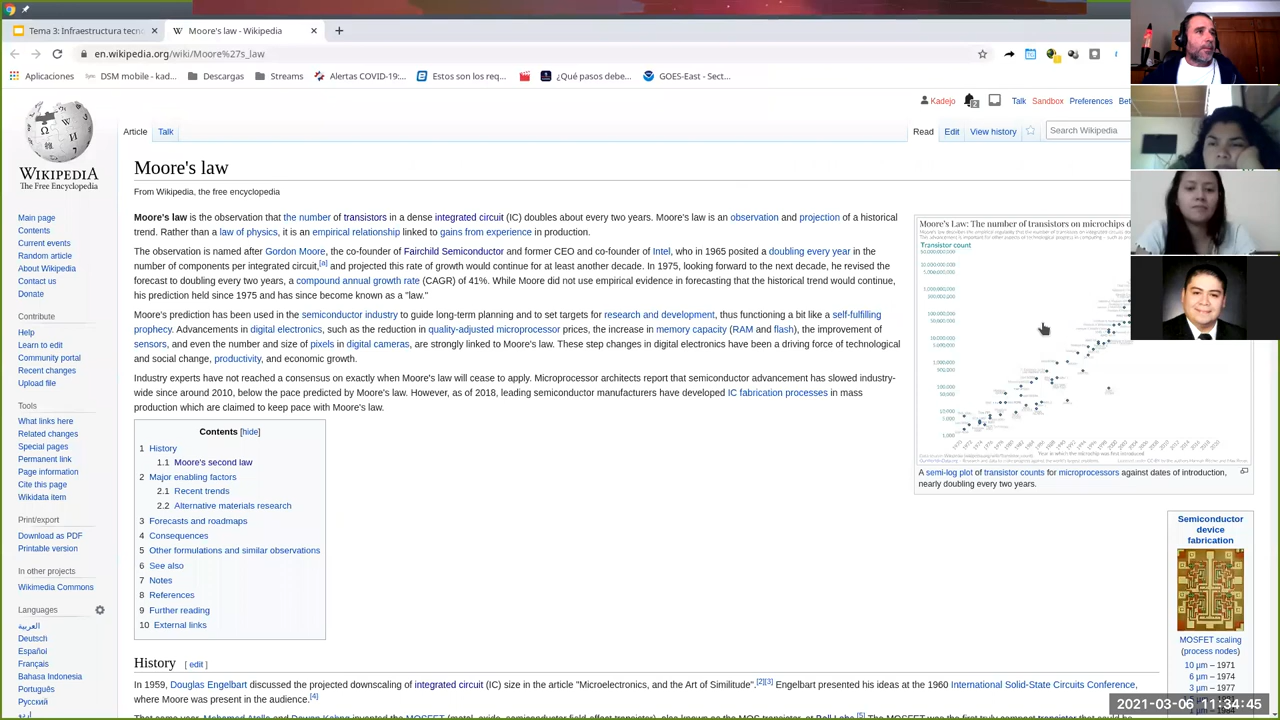 Tema 3: Infraestructura tecno
Moore's law - Wikipedia
en.wikipedia.org/wiki/Moore%27s_law
Aplicaciones
DSM mobile - kad...
Descargas
Streams
Alertas COVID-19:...
Estos son los req...
¿Qué pasos debe...
GOES-East - Sect...
Kadejo
2
Talk
Sandbox
Preferences
Bet
Article
Talk
Read
Edit
View history
Search Wikipedia
WIKIPEDIA
The Free Encyclopedia
Main page
Contents
Current events
Random article
About Wikipedia
Contact us
Donate
Contribute
Help
Learn to edit
Community portal
Recent changes
Upload file
Tools
What links here
Related changes
Special pages
Permanent link
Page information
Cite this page
Wikidata item
Print/export
Download as PDF
Printable version
In other projects
Wikimedia Commons
Languages
العربية
Deutsch
Español
Français
Bahasa Indonesia
Português
Русский
اردو
Moore's law
From Wikipedia, the free encyclopedia
Moore's law is the observation that the number of transistors in a dense integrated circuit (IC) doubles about every two years. Moore's law is an observation and projection of a historical
trend. Rather than a law of physics, it is an empirical relationship linked to gains from experience in production.
The observation is named after Gordon Moore, the co-founder of Fairchild Semiconductor and former CEO and co-founder of Intel, who in 1965 posited a doubling every year in the
number of components per integrated circuit,[a] and projected this rate of growth would continue for at least another decade. In 1975, looking forward to the next decade, he revised the
forecast to doubling every two years, a compound annual growth rate (CAGR) of 41%. While Moore did not use empirical evidence in forecasting that the historical trend would continue,
his prediction held since 1975 and has since become known as a "law."
Moore's prediction has been used in the semiconductor industry to guide long-term planning and to set targets for research and development, thus functioning a bit like a self-fulfilling
prophecy. Advancements in digital electronics, such as the reduction in quality-adjusted microprocessor prices, the increase in memory capacity (RAM and flash), the improvement of
sensors, and even the number and size of pixels in digital cameras, are strongly linked to Moore's law. These step changes in digital electronics have been a driving force of technological
and social change, productivity, and economic growth.
Industry experts have not reached a consensus on exactly when Moore's law will cease to apply. Microprocessor architects report that semiconductor advancement has slowed industry-
wide since around 2010, below the pace predicted by Moore's law. However, as of 2018, leading semiconductor manufacturers have developed IC fabrication processes in mass
production which are claimed to keep pace with Moore's law.
Contents [hide]
1 History
1.1 Moore's second law
2 Major enabling factors
2.1 Recent trends
2.2 Alternative materials research
3 Forecasts and roadmaps
4 Consequences
5 Other formulations and similar observations
6 See also
7 Notes
8 References
9 Further reading
10 External links
Moore's Law: The number of transistors on microchips d
Transistor count
A semi-log plot of transistor counts for microprocessors against dates of introduction,
nearly doubling every two years.
Semiconductor
device
fabrication
MOSFET scaling
(process nodes)
10 µm – 1971
6 µm – 1974
3 µm – 1977
History [ edit ]
In 1959, Douglas Engelbart discussed the projected downscaling of integrated circuit (IC) size in the article "Microelectronics, and the Art of Similitude".[2][3] Engelbart presented his ideas at the 1960 International Solid-State Circuits Conference,
where Moore was present in the audience.[4]
2021-03-06 11:34:45